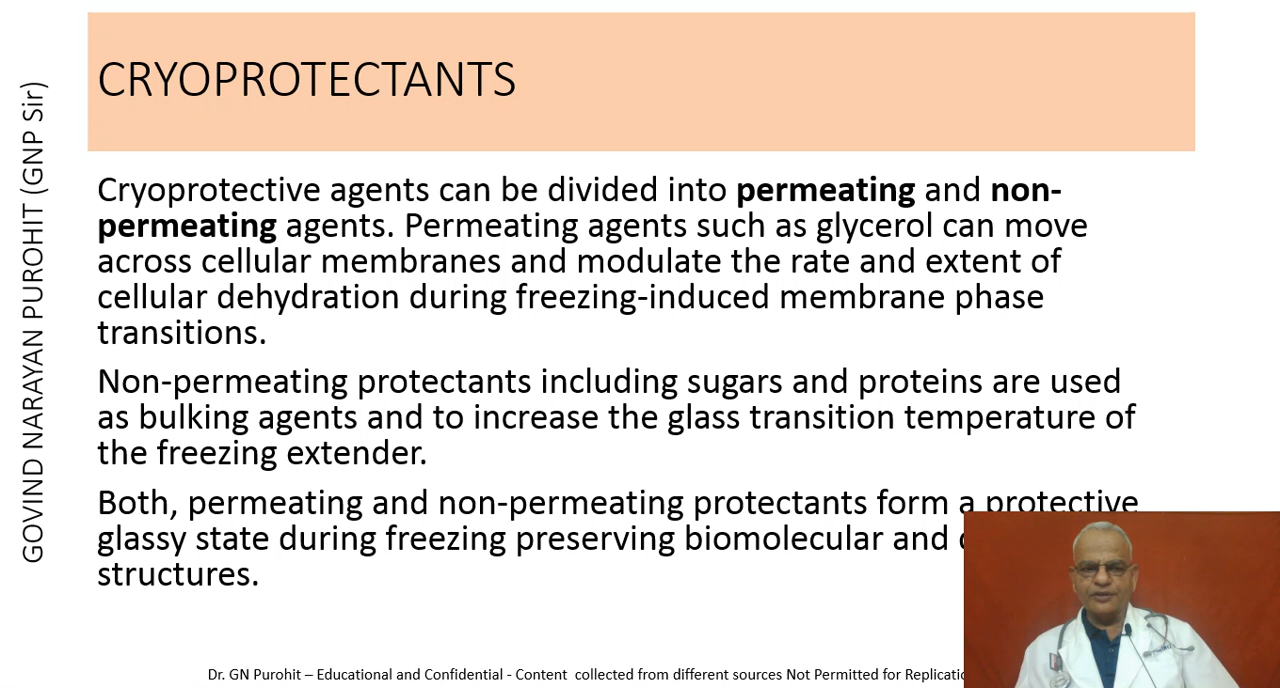 GOVIND NARAYAN PUROHIT (GNP Sir)
CRYOPROTECTANTS
Cryoprotective agents can be divided into permeating and non-
permeating agents. Permeating agents such as glycerol can move
across cellular membranes and modulate the rate and extent of
cellular dehydration during freezing-induced membrane phase
transitions.
Non-permeating protectants including sugars and proteins are used
as bulking agents and to increase the glass transition temperature of
the freezing extender.
Both, permeating and non-permeating protectants form a protective
glassy state during freezing preserving biomolecular and
structures.
Dr. GN Purohit – Educational and Confidential - Content collected from different sources Not Permitted for